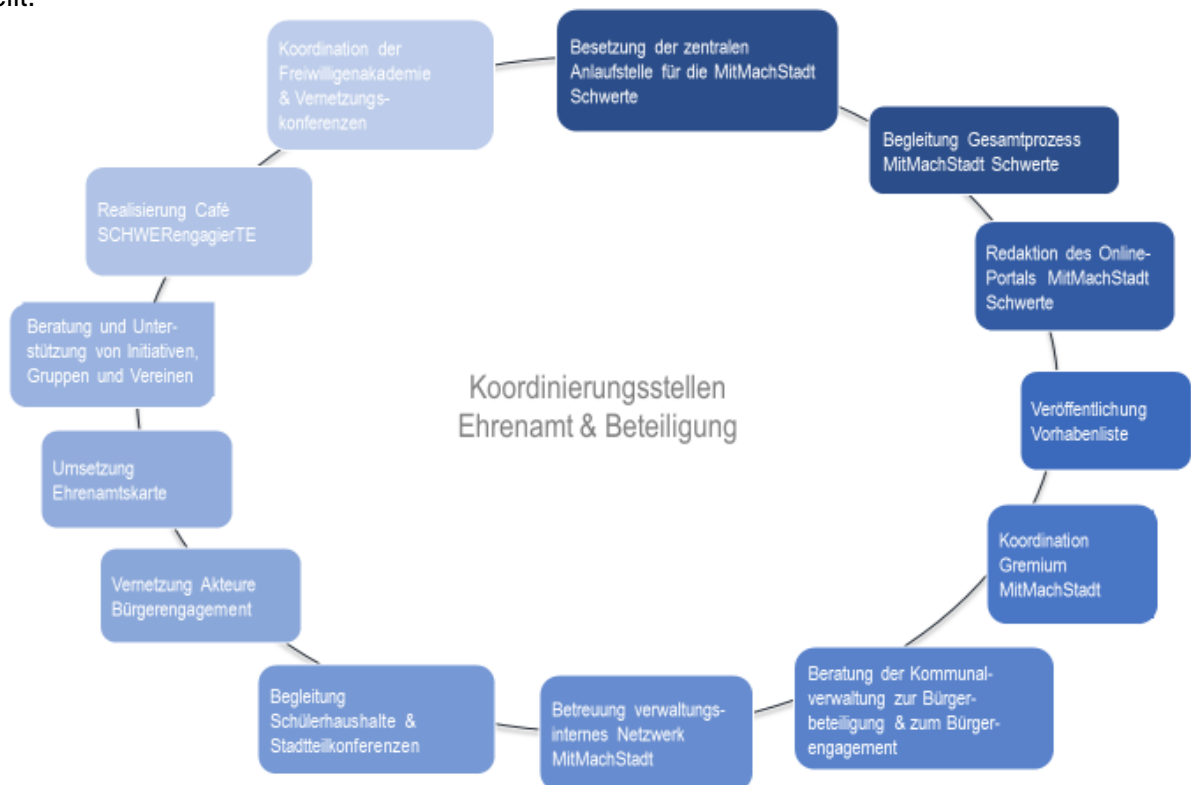 Besetzung der zentralen
Anlaufstelle für die MitMachStadt
Schwerte
Begleitung Gesamtprozess
MitMachStadt Schwerte
Redaktion des Online-
Portals MitMachStadt
Schwerte
Veröffentlichung
Vorhabenliste
Koordination
Gremium
MitMachStadt
Beratung der Kommunal-
verwaltung zur Bürger-
beteiligung & zum Bürger-
engagement
Betreuung verwaltungs-
internes Netzwerk
MitMachStadt
Begleitung
Schülerhaushalte &
Stadtteilkonferenzen
Vernetzung Akteure
Bürgerengagement
Umsetzung
Ehrenamtskarte
Beratung und Unter-
stützung von Initiativen,
Gruppen und Vereinen
Realisierung Café
SCHWERengagierTE
Koordination der
Freiwilligenakademie
& Vernetzungs-
konferenzen
Koordinierungsstellen
Ehrenamt & Beteiligung